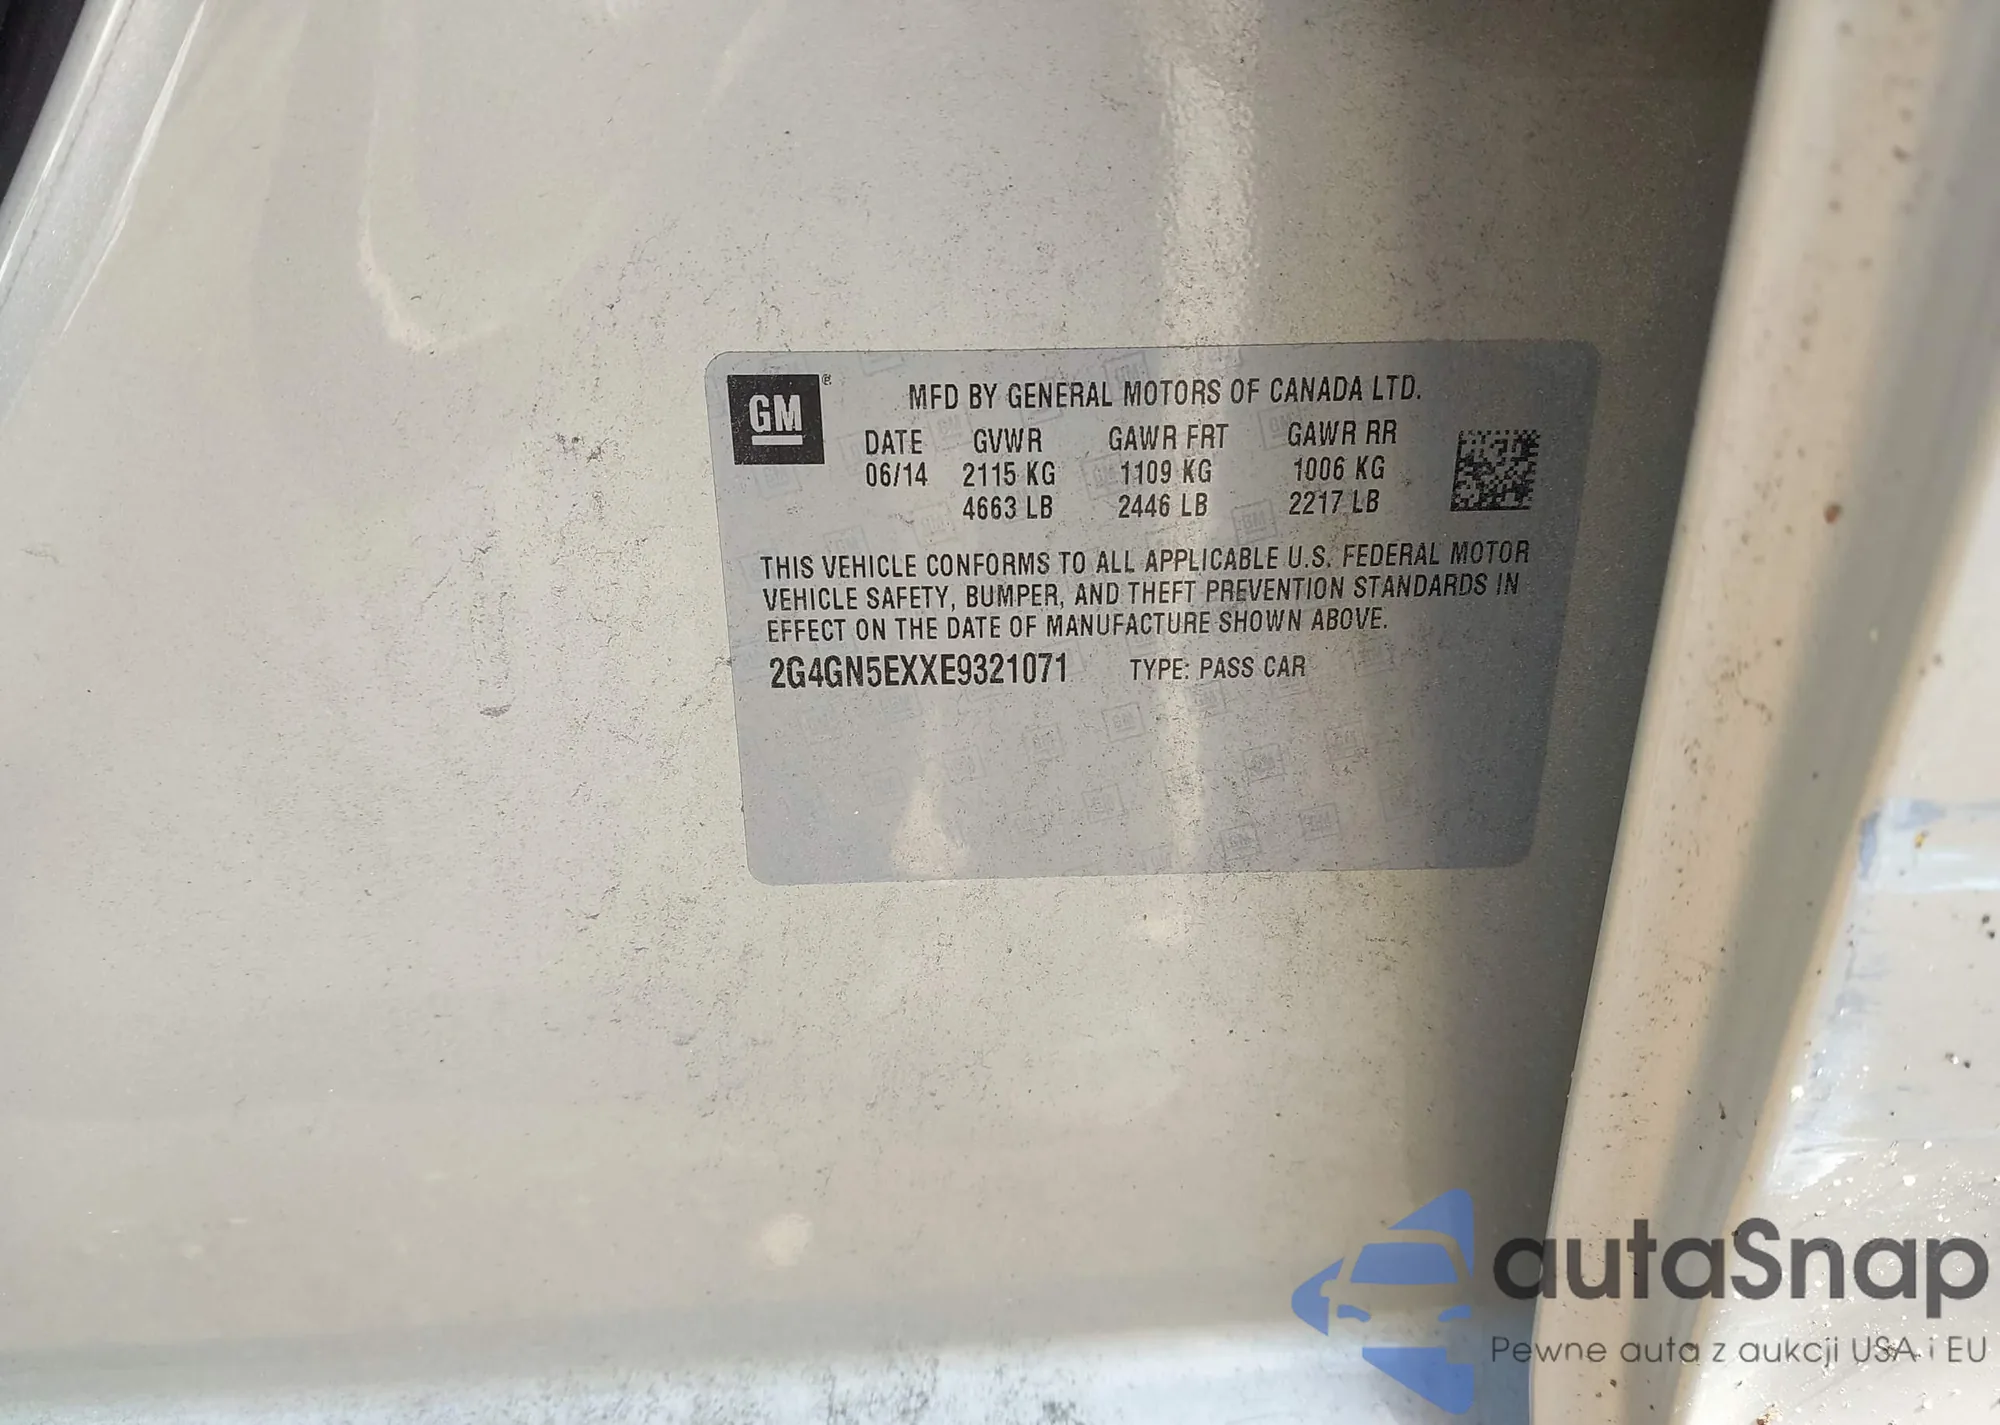 GM®
MFD BY GENERAL MOTORS OF CANADA LTD.
DATE GVWR GAWR FRT GAWR RR
06/14 2115 KG 1109 KG 1006 KG
4663 LB 2446 LB 2217 LB
THIS VEHICLE CONFORMS TO ALL APPLICABLE U.S. FEDERAL MOTOR
VEHICLE SAFETY, BUMPER, AND THEFT PREVENTION STANDARDS IN
EFFECT ON THE DATE OF MANUFACTURE SHOWN ABOVE.
2G4GN5EXXE9321071 TYPE: PASS CAR
autaSnap
Pewne auta z aukcji USA i EU